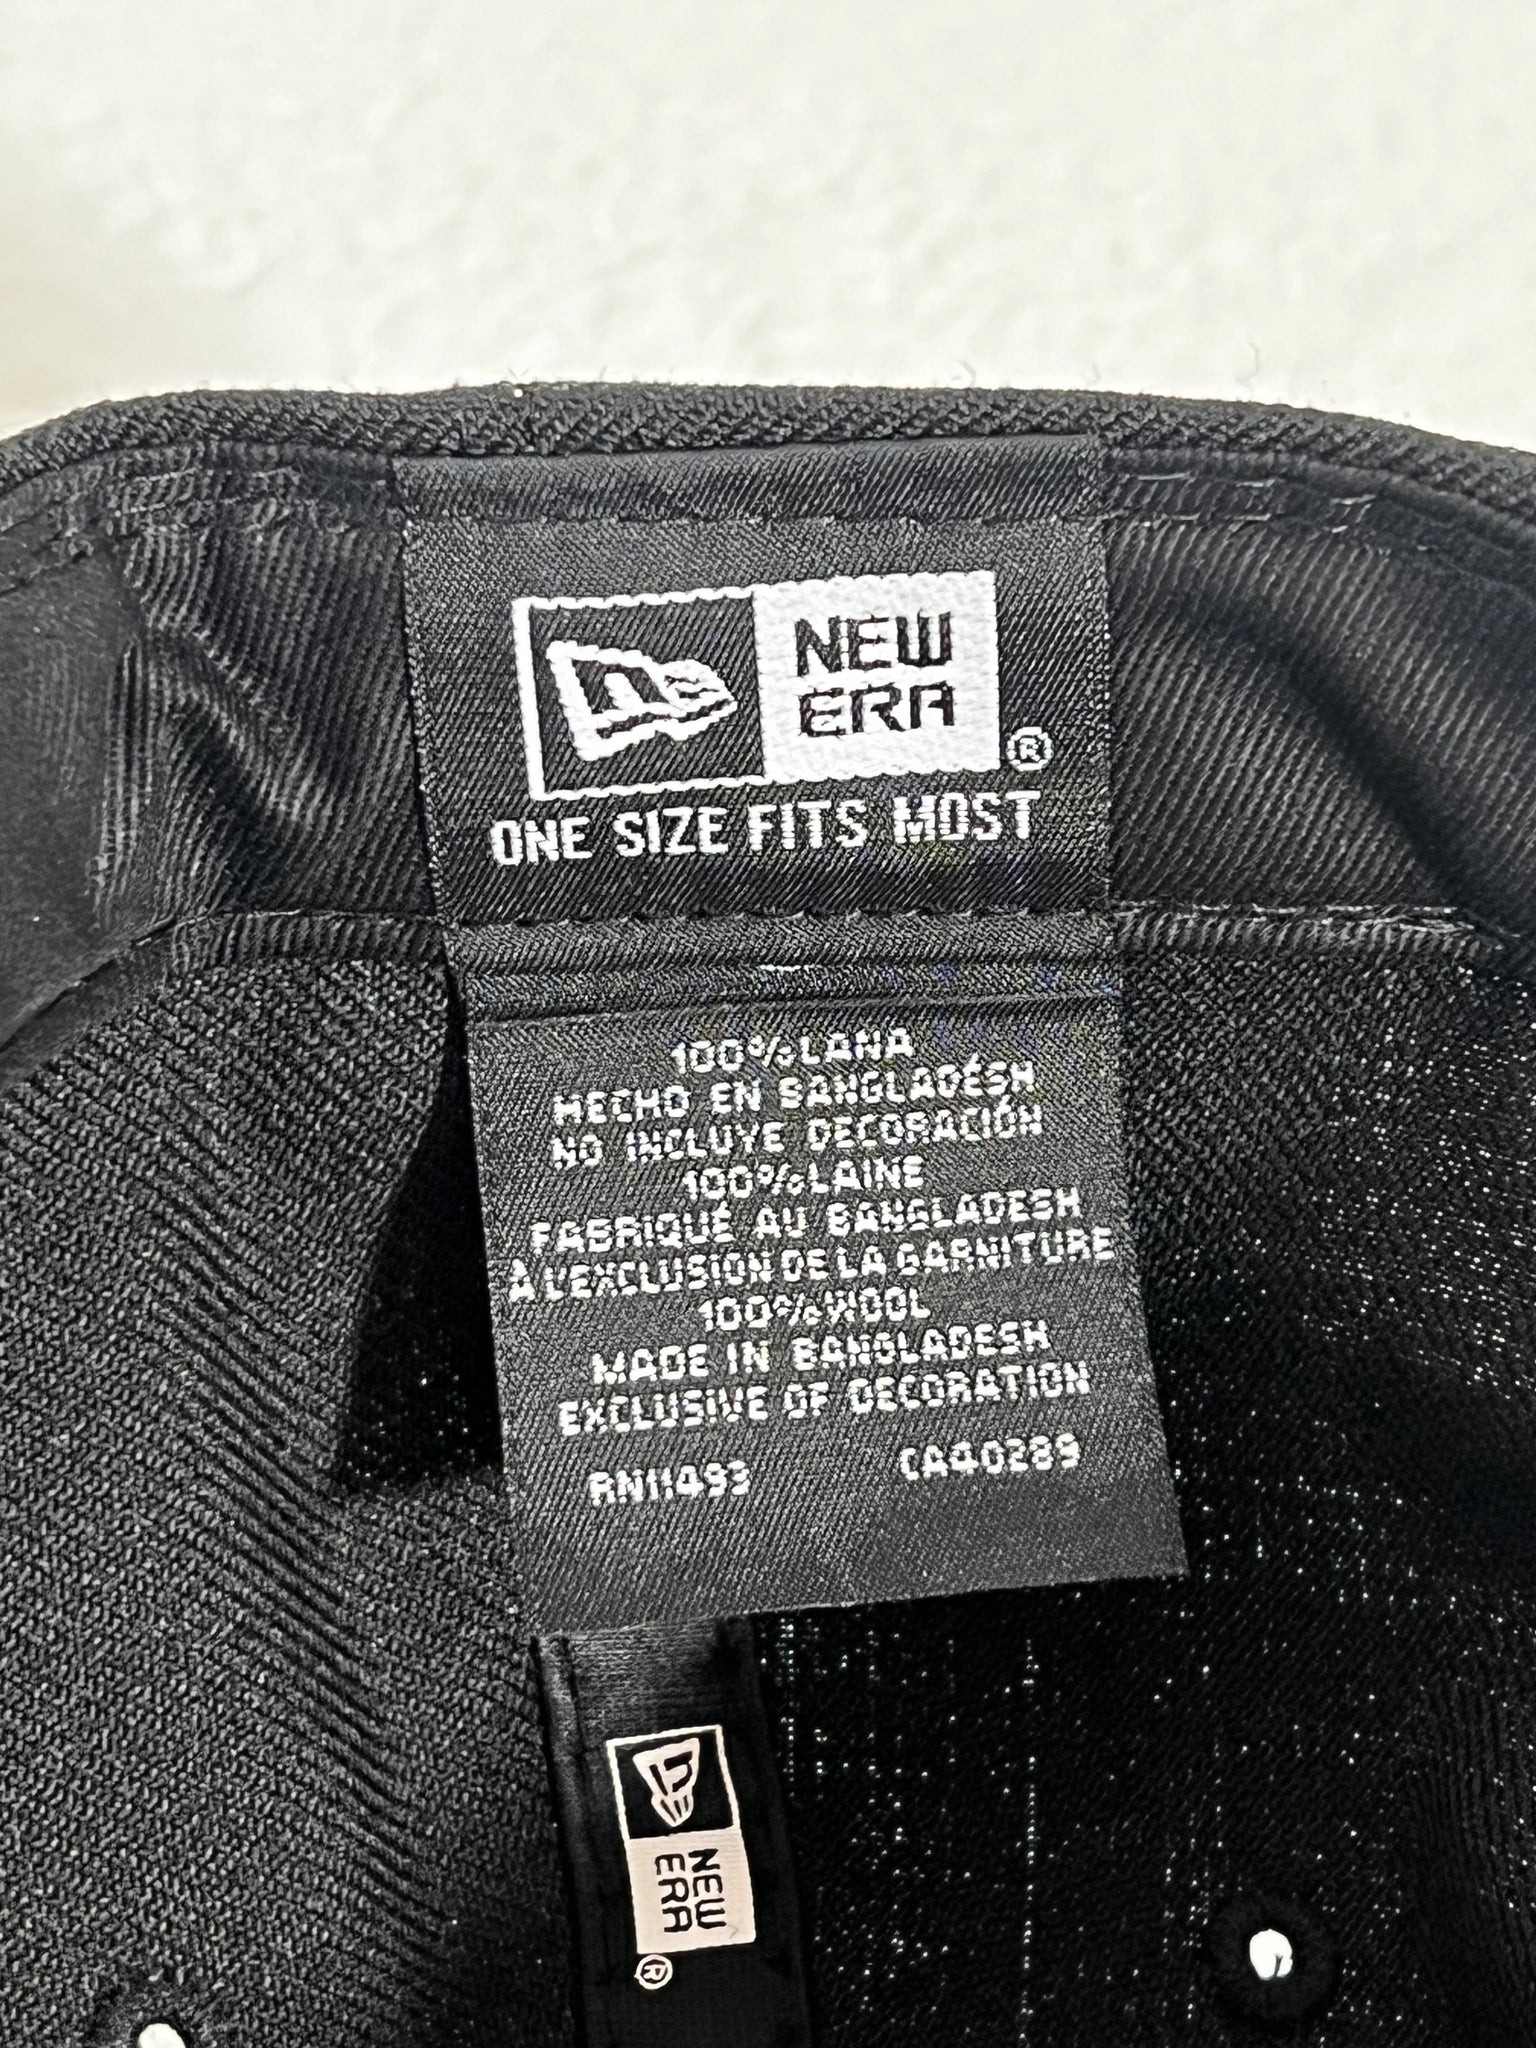 NEW
ERA
®
ONE SIZE FITS MOST
100% LANA
HECHO EN BANGLADÉSH
NO INCLUYE DECORACIÓN
100% LAINE
FABRIQUÉ AU BANGLADESH
À L'EXCLUSION DE LA GARNITURE
100% WOOL
MADE IN BANGLADESH
EXCLUSIVE OF DECORATION
RN11493 CA40289
NEW
ERA
®